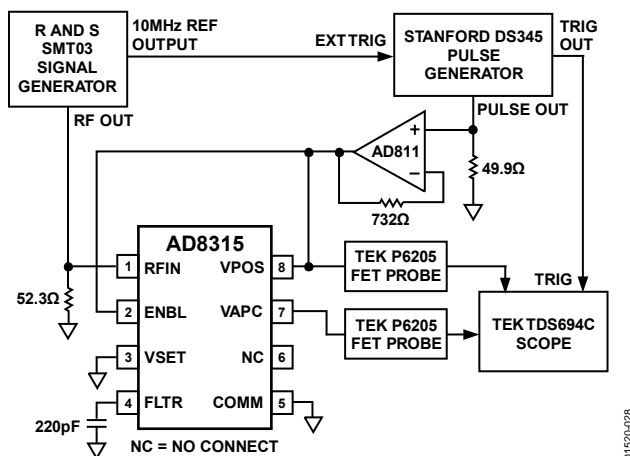 R AND S
SMT03
SIGNAL
GENERATOR
10MHz REF
OUTPUT
EXT TRIG
STANFORD DS345
PULSE
GENERATOR
TRIG
OUT
RF OUT
PULSE OUT
+
AD811
–
49.9Ω
732Ω
AD8315
1 RFIN VPOS 8
2 ENBL VAPC 7
3 VSET NC 6
4 FLTR COMM 5
52.3Ω
220pF
TEK P6205
FET PROBE
TEK P6205
FET PROBE
TRIG
TEK TDS694C
SCOPE
NC = NO CONNECT
01520-028